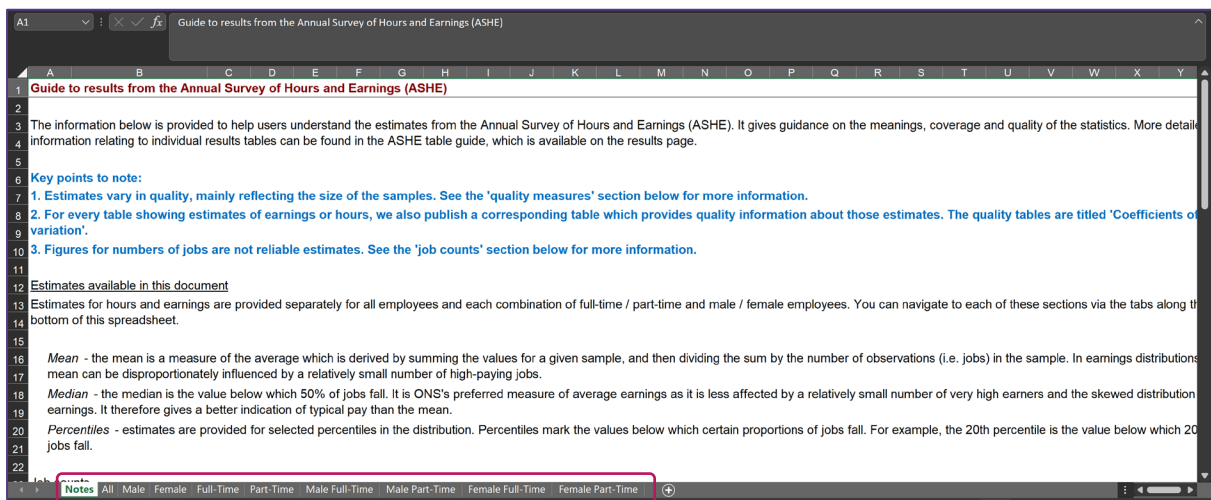 A1 fx Guide to results from the Annual Survey of Hours and Earnings (ASHE)
A B C D E F G H I J K L M N O P Q R S T U V W X Y
1 Guide to results from the Annual Survey of Hours and Earnings (ASHE)
2
3 The information below is provided to help users understand the estimates from the Annual Survey of Hours and Earnings (ASHE). It gives guidance on the meanings, coverage and quality of the statistics. More detaile
4 information relating to individual results tables can be found in the ASHE table guide, which is available on the results page.
5
6 Key points to note:
7 1. Estimates vary in quality, mainly reflecting the size of the samples. See the 'quality measures' section below for more information.
8 2. For every table showing estimates of earnings or hours, we also publish a corresponding table which provides quality information about those estimates. The quality tables are titled 'Coefficients of
9 variation'.
10 3. Figures for numbers of jobs are not reliable estimates. See the 'job counts' section below for more information.
11
12 Estimates available in this document
13 Estimates for hours and earnings are provided separately for all employees and each combination of full-time / part-time and male / female employees. You can navigate to each of these sections via the tabs along th
14 bottom of this spreadsheet.
15
16 Mean - the mean is a measure of the average which is derived by summing the values for a given sample, and then dividing the sum by the number of observations (i.e. jobs) in the sample. In earnings distributions
17 mean can be disproportionately influenced by a relatively small number of high-paying jobs.
18 Median - the median is the value below which 50% of jobs fall. It is ONS's preferred measure of average earnings as it is less affected by a relatively small number of very high earners and the skewed distribution
19 earnings. It therefore gives a better indication of typical pay than the mean.
20 Percentiles - estimates are provided for selected percentiles in the distribution. Percentiles mark the values below which certain proportions of jobs fall. For example, the 20th percentile is the value below which 20
21 jobs fall.
22
Notes All Male Female Full-Time Part-Time Male Full-Time Male Part-Time Female Full-Time Female Part-Time